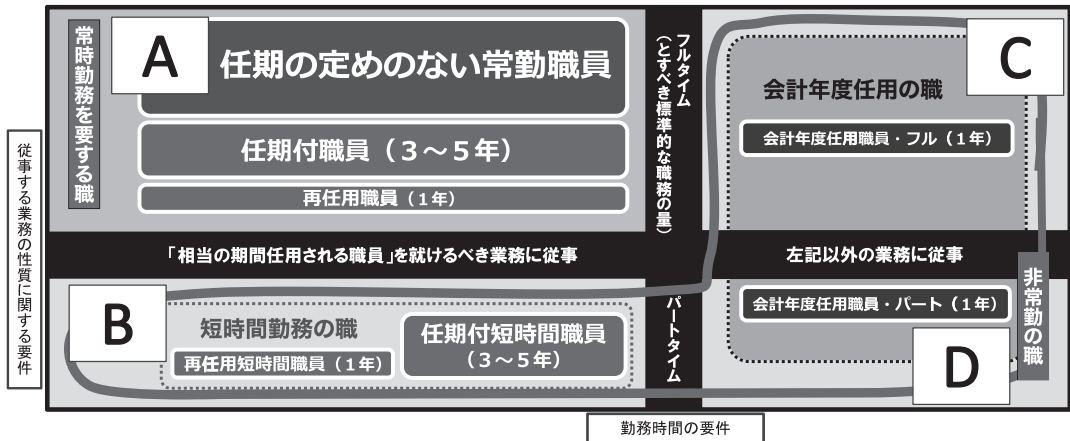 従事する業務の性質に関する要件
常時勤務を要する職
A
任期の定めのない常勤職員
任期付職員（３～５年）
再任用職員（１年）
フルタイム
（とすべき標準的な職務の量）
C
会計年度任用の職
会計年度任用職員・フル（１年）
「相当の期間任用される職員」を就けるべき業務に従事
左記以外の業務に従事
B
短時間勤務の職
再任用短時間職員（１年）
任期付短時間職員
（３～５年）
パートタイム
会計年度任用職員・パート（１年）
D
非常勤の職
勤務時間の要件